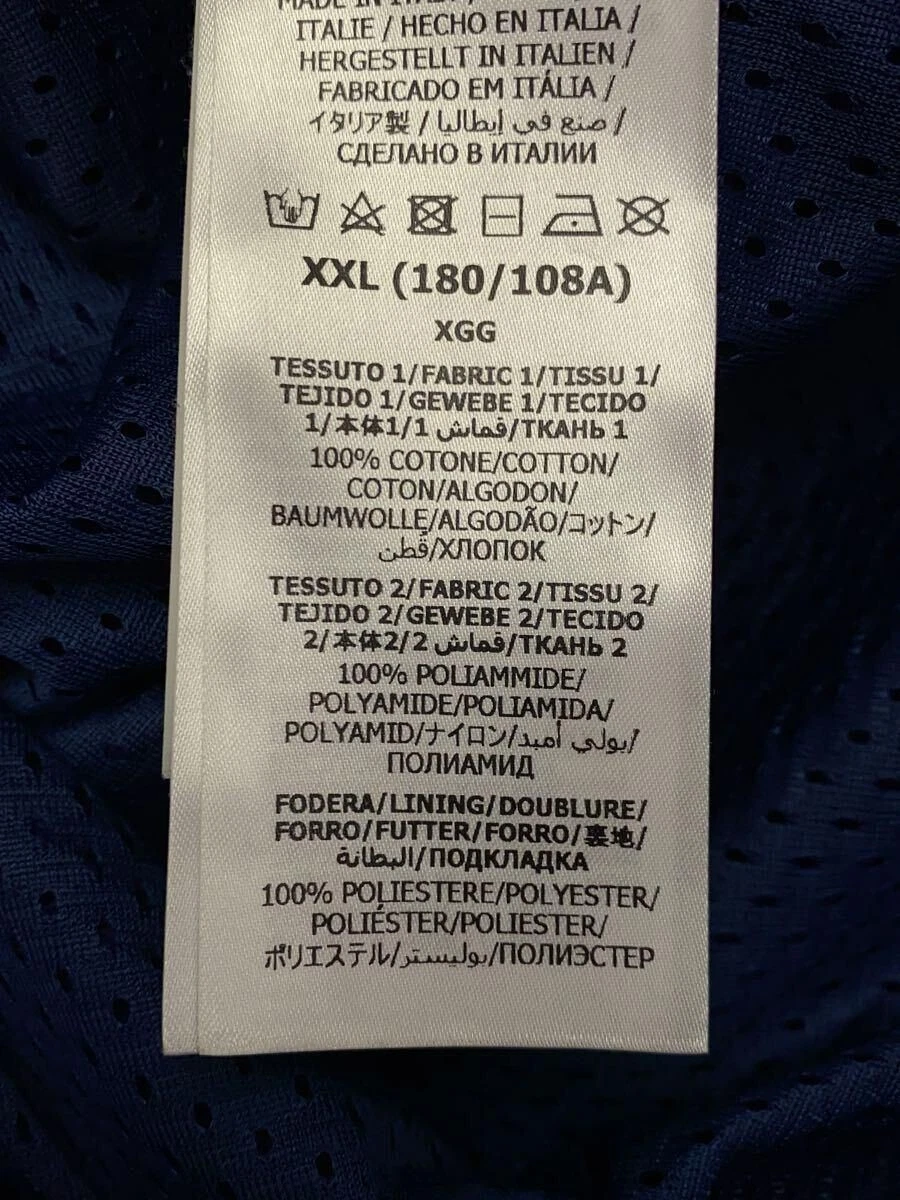 MADE IN ITALY /
ITALIE / HECHO EN ITALIA /
HERGESTELLT IN ITALIEN /
FABRICADO EM ITÁLIA /
イタリア製 / صنع في إيطاليا /
СДЕЛАНО В ИТАЛИИ
XXL (180/108A)
XGG
TESSUTO 1/FABRIC 1/TISSU 1/
TEJIDO 1/GEWEBE 1/TECIDO
1/本体1/قماش 1/ТКАНЬ 1
100% COTONE/COTTON/
COTON/ALGODON/
BAUMWOLLE/ALGODÃO/コットン/
قطن/ХЛОПОК
TESSUTO 2/FABRIC 2/TISSU 2/
TEJIDO 2/GEWEBE 2/TECIDO
2/本体2/قماش 2/ТКАНЬ 2
100% POLIAMMIDE/
POLYAMIDE/POLIAMIDA/
POLYAMID/ナイロン/بولي أميد/
ПОЛИАМИД
FODERA/LINING/DOUBLURE/
FORRO/FUTTER/FORRO/裏地/
البطانة/ПОДКЛАДКА
100% POLIESTERE/POLYESTER/
POLIÉSTER/POLIESTER/
ポリエステル/بوليستر/ПОЛИЭСТЕР